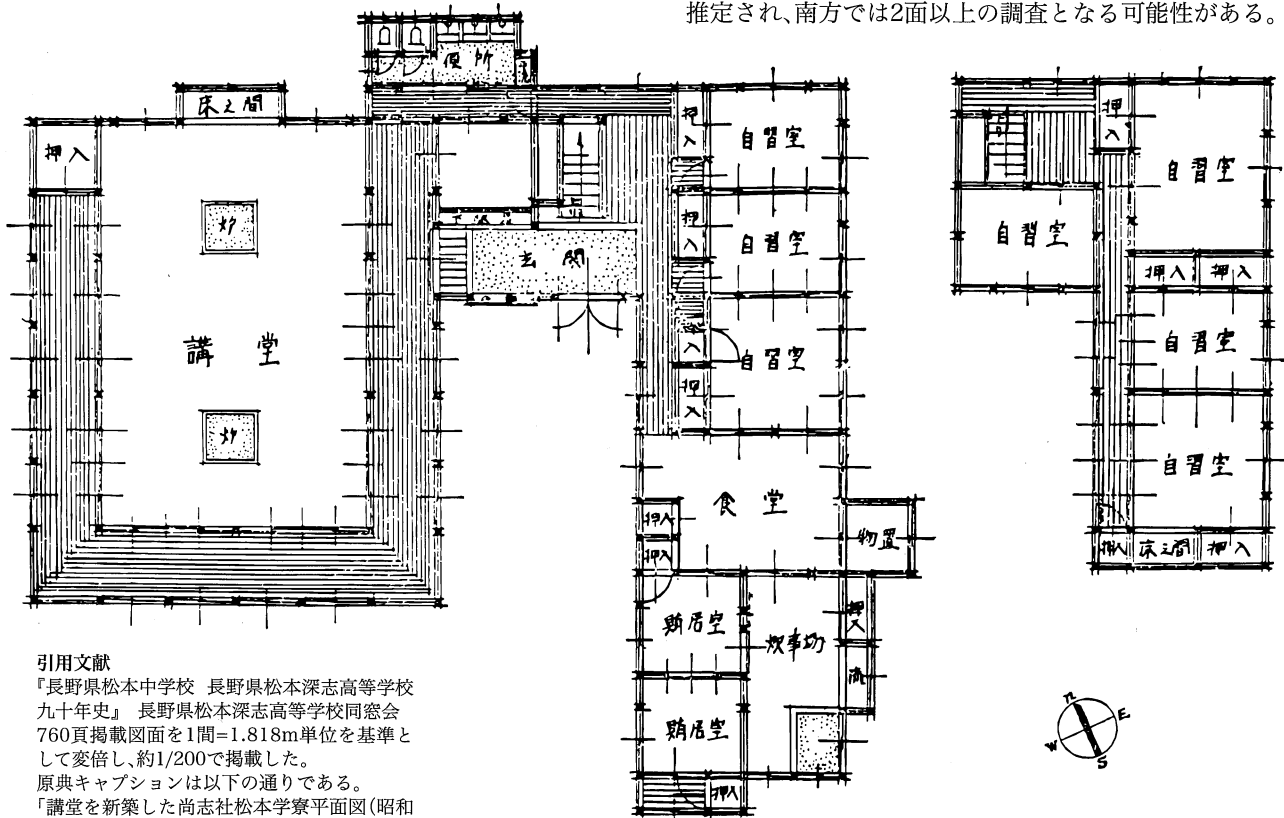 推定され、南方では2面以上の調査となる可能性がある。
便所
床之間
押入
押入
自習室
押入
炉
自習室
押入
自習室
玄関
自習室
押入
自習室
押入
押入
講堂
押入
自習室
押入
炉
自習室
食堂
押入
物置
押入
押入
床之間
押入
賄居室
炊事場
押入
賄居室
押入
N
E
W
S
引用文献
『長野県松本中学校 長野県松本深志高等学校
九十年史』 長野県松本深志高等学校同窓会
760頁掲載図面を1間=1.818m単位を基準と
して変倍し、約1/200で掲載した。
原典キャプションは以下の通りである。
「講堂を新築した尚志社松本学寮平面図(昭和